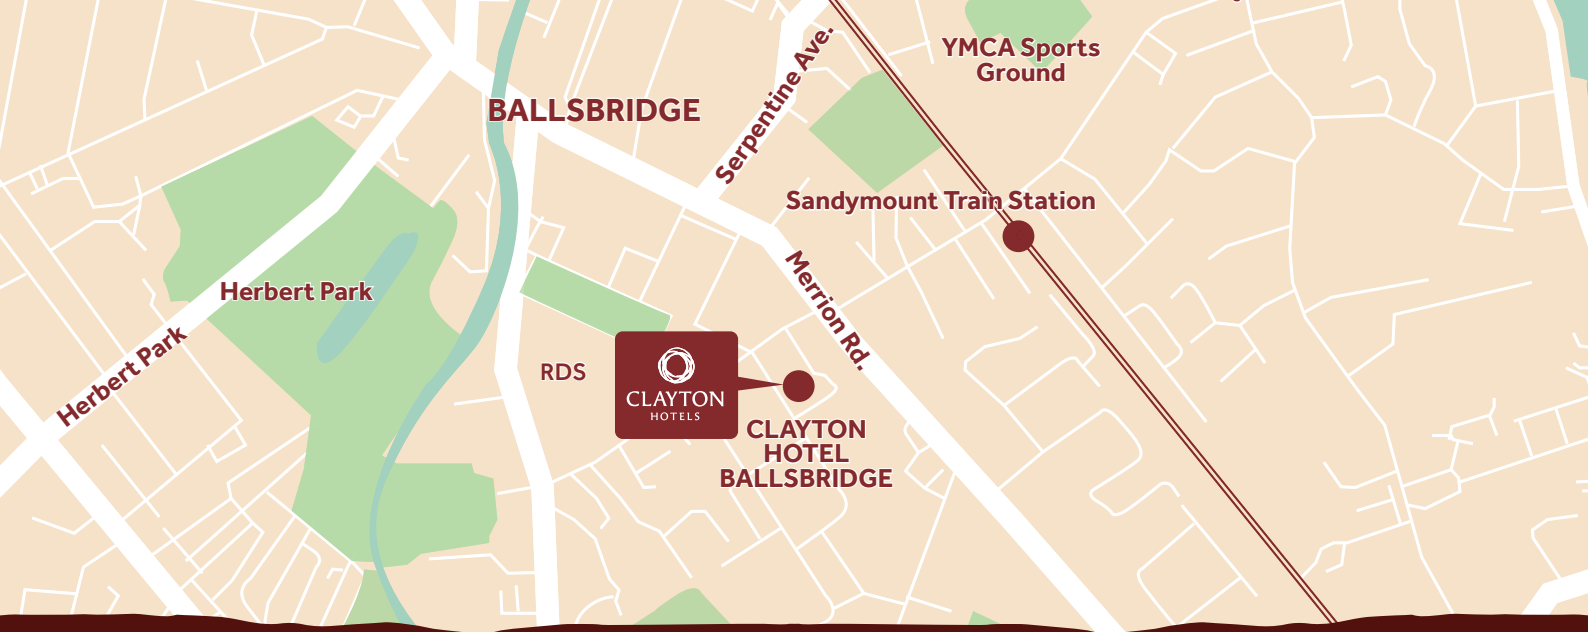 YMCA Sports
Ground
Serpentine Ave.
BALLSBRIDGE
Sandymount Train Station
Herbert Park
Merrion Rd.
Herbert Park
RDS
CLAYTON
HOTELS
CLAYTON
HOTEL
BALLSBRIDGE